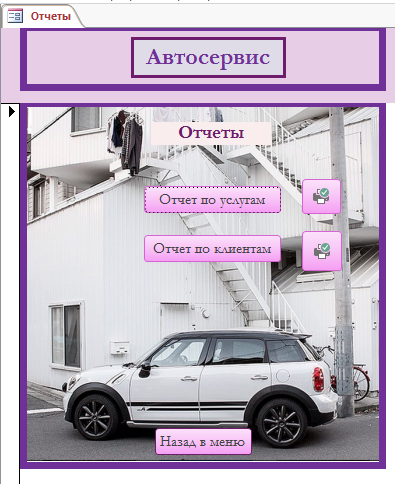 Отчеты
Автосервис
Отчеты
Отчет по услугам
Отчет по клиентам
Назад в меню